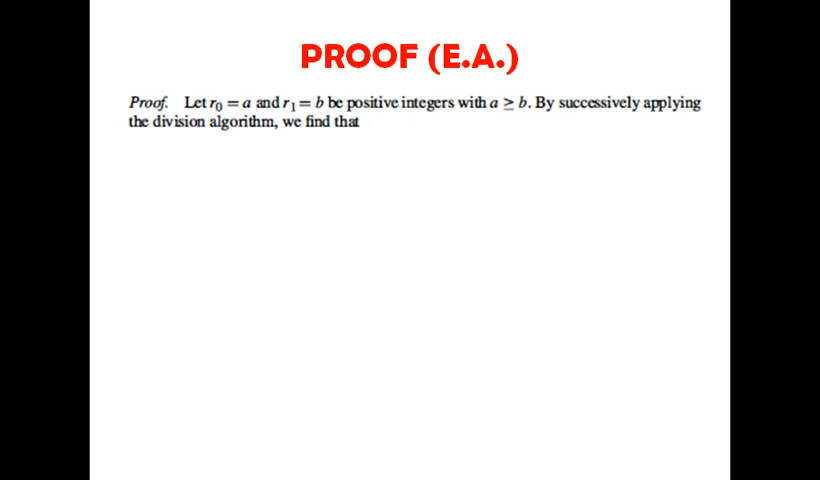 PROOF (E.A.)
Proof. Let r₀ = a and r₁ = b be positive integers with a ≥ b. By successively applying
the division algorithm, we find that